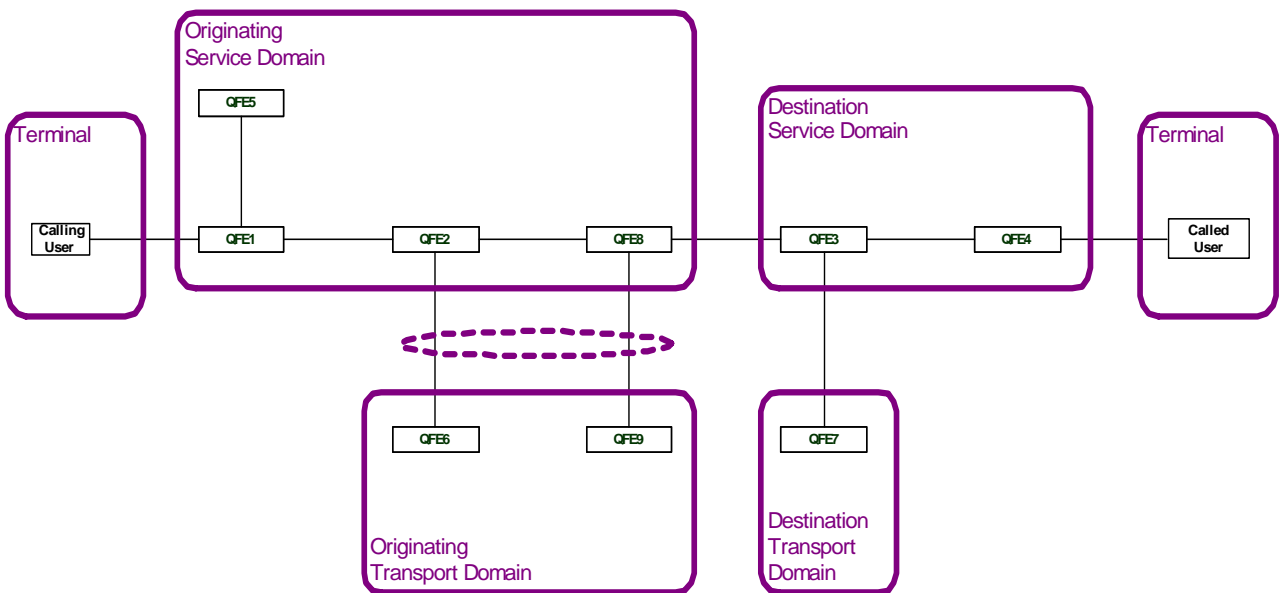 Originating
Service Domain
QFE5
Destination
Service Domain
Terminal
Terminal
Calling
User
QFE1
QFE2
QFE8
QFE3
QFE4
Called
User
QFE6
QFE9
QFE7
Originating
Transport Domain
Destination
Transport
Domain